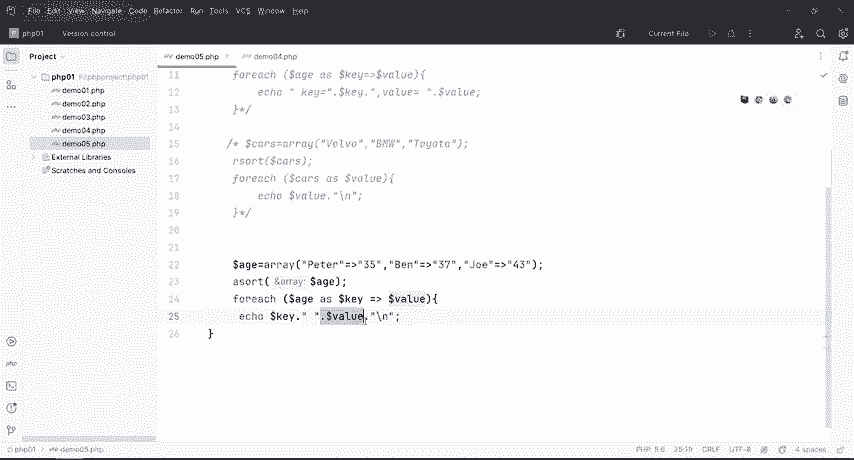 File Edit View Navigate Code Refactor Run Tools VCS Window Help
php01 Version control Current File
Project
demo05.php demo04.php
php01 F:\phpproject\php01
demo01.php
demo02.php
demo03.php
demo04.php
demo05.php
External Libraries
Scratches and Consoles
11 foreach ($age as $key=>$value){
12 echo " key=".$key.",value= ".$value;
13 }*/
14
15 /* $cars=array("Volvo","BMW","Toyota");
16 rsort($cars);
17 foreach ($cars as $value){
18 echo $value."\n";
19 }*/
20
21
22 $age=array("Peter"=>"35","Ben"=>"37","Joe"=>"43");
23 asort( &array: $age);
24 foreach ($age as $key => $value){
25 echo $key." ".$value."\n";
26 }
php
php01 > demo05.php PHP: 5.6 25:19 CRLF UTF-8 4 spaces